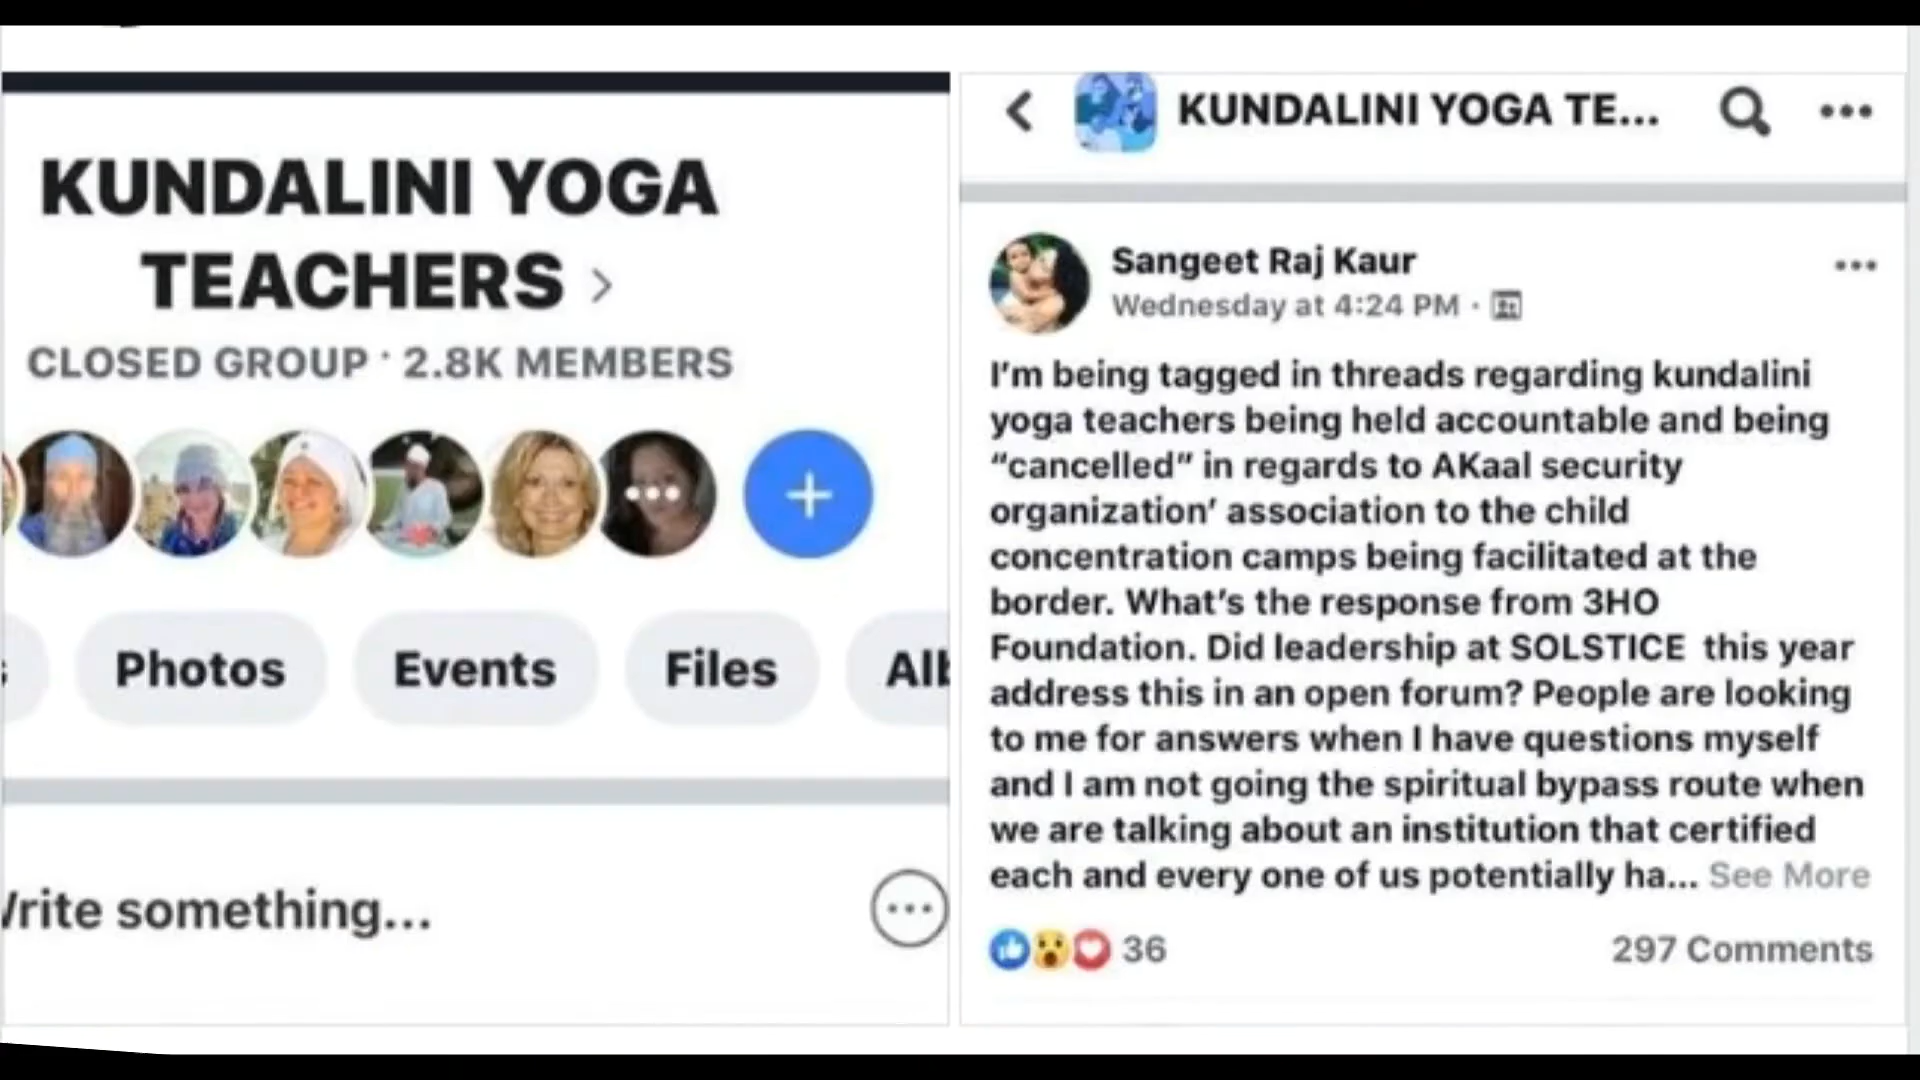 KUNDALINI YOGA
TEACHERS >
CLOSED GROUP · 2.8K MEMBERS
Photos
Events
Files
Write something...
KUNDALINI YOGA TE...
Sangeet Raj Kaur
Wednesday at 4:24 PM ·
I'm being tagged in threads regarding kundalini
yoga teachers being held accountable and being
“cancelled” in regards to AKaal security
organization’ association to the child
concentration camps being facilitated at the
border. What's the response from 3HO
Foundation. Did leadership at SOLSTICE this year
address this in an open forum? People are looking
to me for answers when I have questions myself
and I am not going the spiritual bypass route when
we are talking about an institution that certified
each and every one of us potentially ha... See More
36
297 Comments